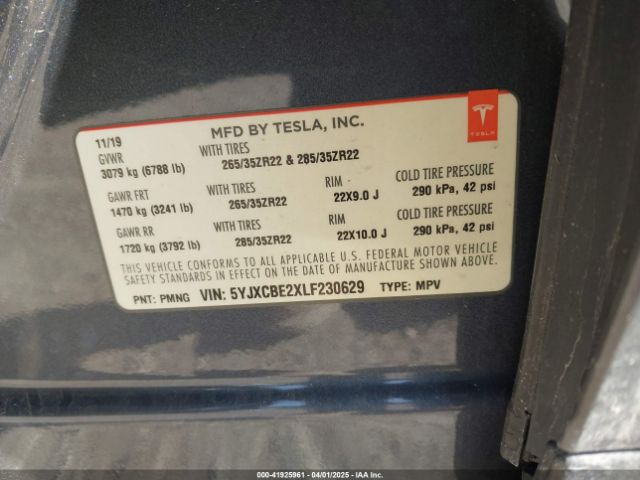 MFD BY TESLA, INC.
TESLA
11/19
GVWR
3079 kg (6788 lb)
WITH TIRES
265/35ZR22 & 285/35ZR22
GAWR FRT
1470 kg (3241 lb)
WITH TIRES
265/35ZR22
RIM
22X9.0 J
COLD TIRE PRESSURE
290 kPa, 42 psi
GAWR RR
1720 kg (3792 lb)
WITH TIRES
285/35ZR22
RIM
22X10.0 J
COLD TIRE PRESSURE
290 kPa, 42 psi
THIS VEHICLE CONFORMS TO ALL APPLICABLE U.S. FEDERAL MOTOR VEHICLE
SAFETY STANDARDS IN EFFECT ON THE DATE OF MANUFACTURE SHOWN ABOVE.
PNT: PMNG VIN: 5YJXCBE2XLF230629 TYPE: MPV
000-41925961 - 04/01/2025 - IAA Inc.